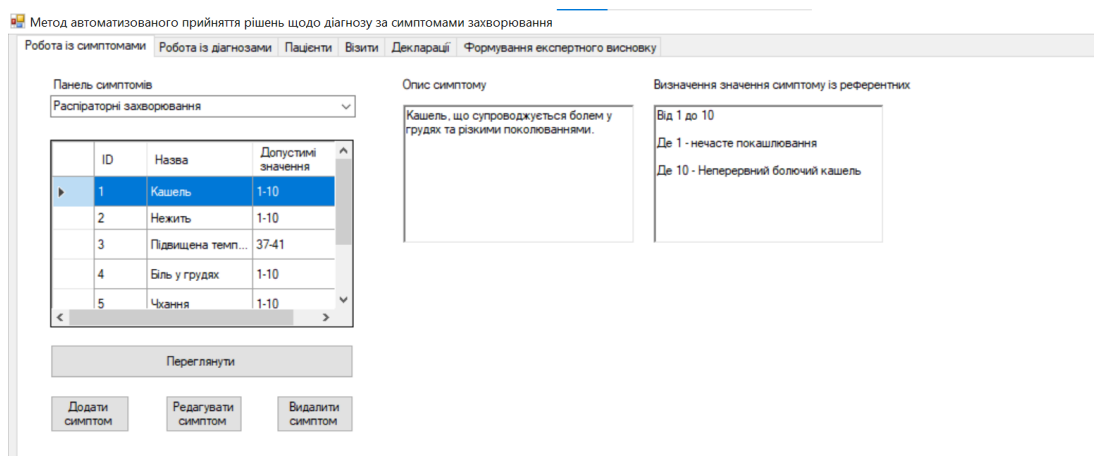 Метод автоматизованого прийняття рішень щодо діагнозу за симптомами захворювання
Робота із симптомами Робота із діагнозами Пацієнти Візити Декларації Формування експертного висновку
Панель симптомів
Распіраторні захворювання
ID Назва Допустимі значення
1 Кашель 1-10
2 Нежить 1-10
3 Підвищена темп... 37-41
4 Біль у грудях 1-10
5 Чхання 1-10
Переглянути
Додати симптом
Редагувати симптом
Видалити симптом
Опис симптому
Кашель, що супроводжується болем у
грудях та різкими поколюваннями.
Визначення значення симптому із референтних
Від 1 до 10
Де 1 - нечасте покашлювання
Де 10 - Неперервний болючий кашель